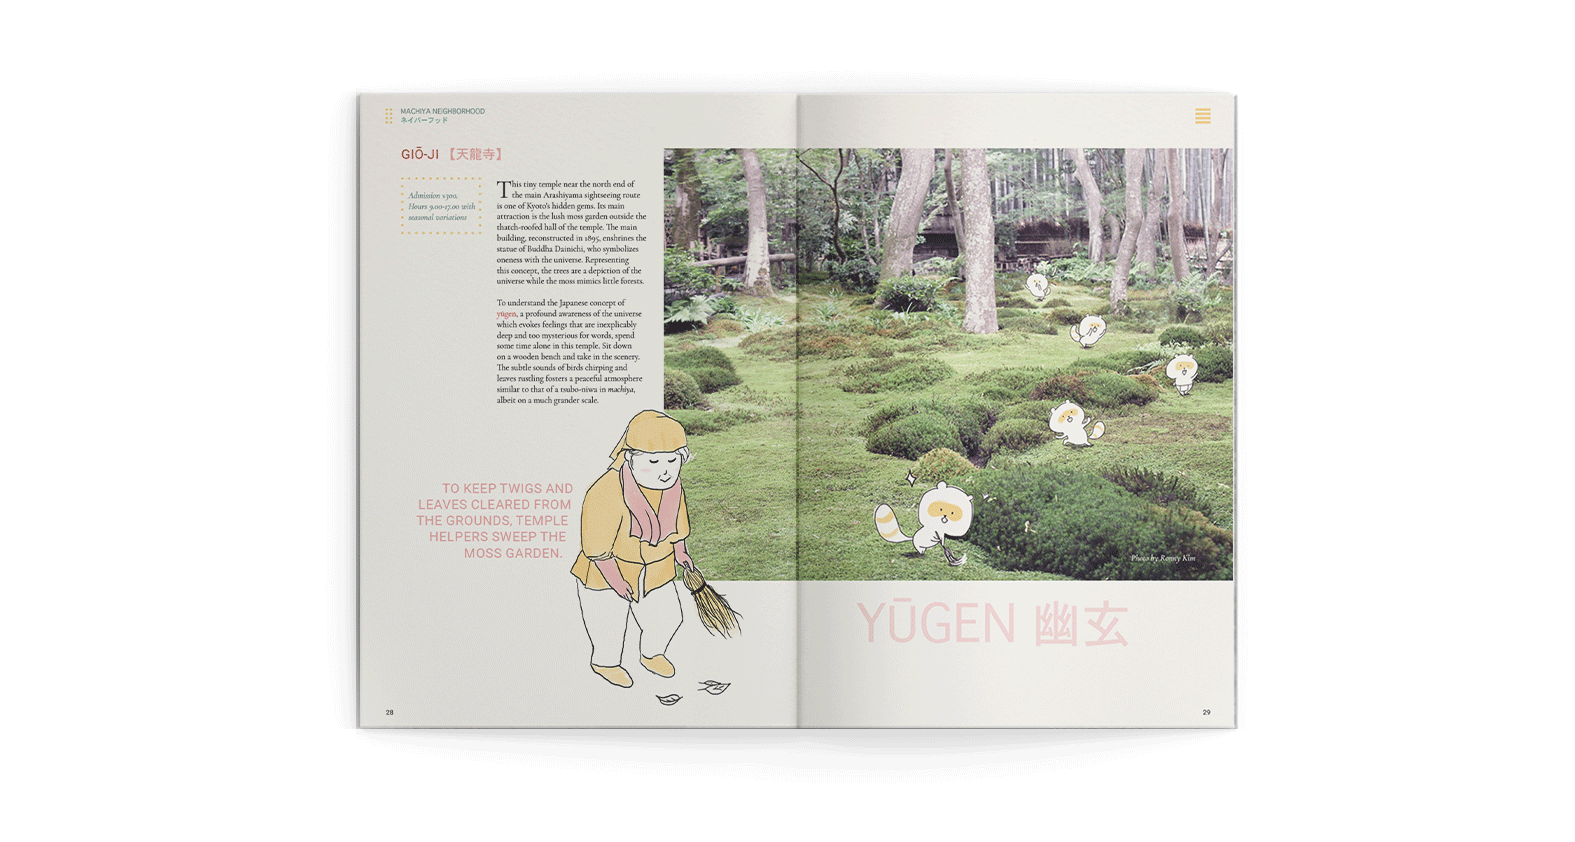 MACHIYA NEIGHBORHOOD
ネイバーフッド
GIŌ-JI 【天龍寺】
Admission ¥300.
Hours 9.00-17.00 with
seasonal variations
This tiny temple near the north end of
the main Arashiyama sightseeing route
is one of Kyoto's hidden gems. Its main
attraction is the lush moss garden outside the
thatch-roofed hall of the temple. The main
building, reconstructed in 1895, enshrines the
statue of Buddha Dainichi, who symbolizes
oneness with the universe. Representing
this concept, the trees are a depiction of the
universe while the moss mimics little forests.
To understand the Japanese concept of
yūgen, a profound awareness of the universe
which evokes feelings that are inexplicably
deep and too mysterious for words, spend
some time alone in this temple. Sit down
on a wooden bench and take in the scenery.
The subtle sounds of birds chirping and
leaves rustling fosters a peaceful atmosphere
similar to that of a tsubo-niwa in machiya,
albeit on a much grander scale.
TO KEEP TWIGS AND
LEAVES CLEARED FROM
THE GROUNDS, TEMPLE
HELPERS SWEEP THE
MOSS GARDEN.
Photo by Romy Kim
YŪGEN 幽玄
28
29